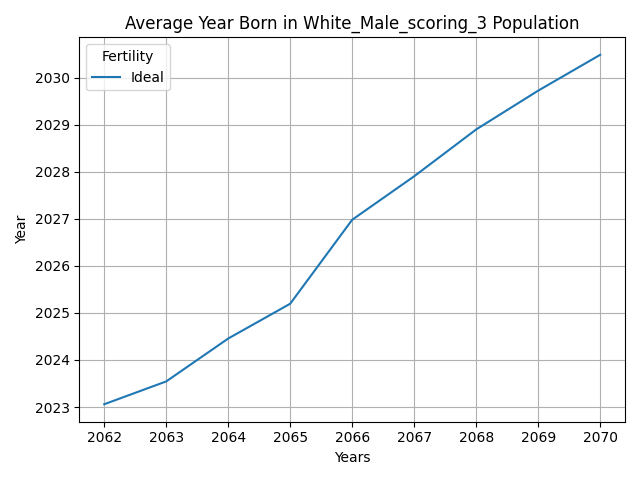 Average Year Born in White_Male_scoring_3 Population
Fertility
Ideal
2030
2029
2028
2027
2026
2025
2024
2023
Year
2062 2063 2064 2065 2066 2067 2068 2069 2070
Years